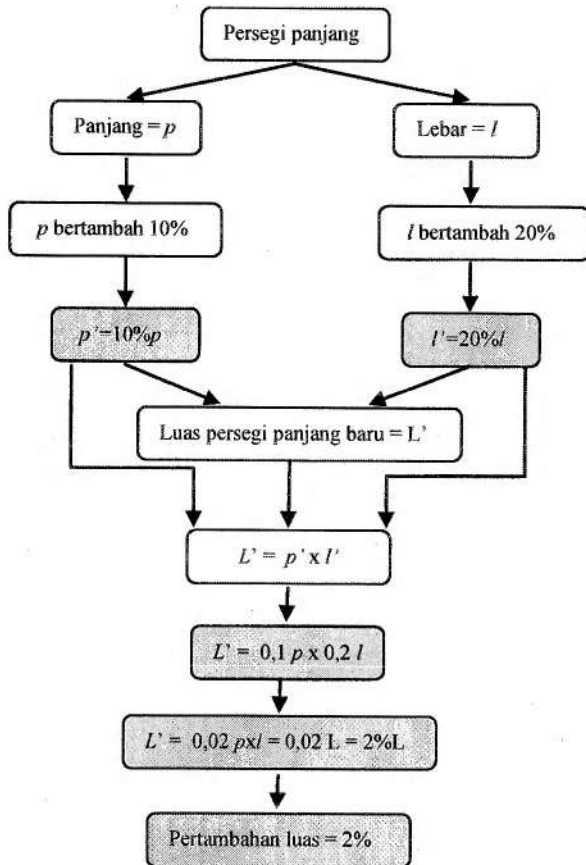 Persegi panjang
Panjang = p
Lebar = l
p bertambah 10%
l bertambah 20%
p'=10%p
l'=20%l
Luas persegi panjang baru = L'
L' = p' x l'
L' = 0,1 p x 0,2 l
L' = 0,02 pxl = 0,02 L = 2%L
Pertambahan luas = 2%